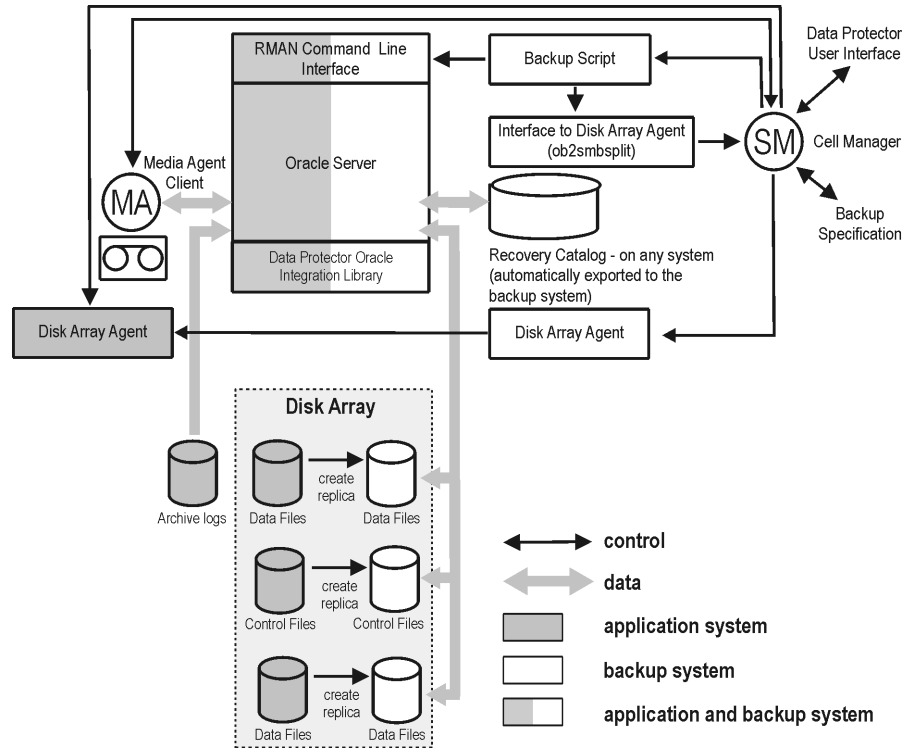 RMAN Command Line
Interface
Backup Script
Data Protector
User Interface
Interface to Disk Array Agent
(ob2smbsplit)
SM
Cell Manager
Media Agent
Client
Oracle Server
MA
Backup
Specification
Data Protector Oracle
Integration Library
Recovery Catalog - on any system
(automatically exported to the
backup system)
Disk Array Agent
Disk Array Agent
Disk Array
create
replica
Archive logs
Data Files
Data Files
create
replica
Control Files
Control Files
create
replica
Data Files
Data Files
control
data
application system
backup system
application and backup system